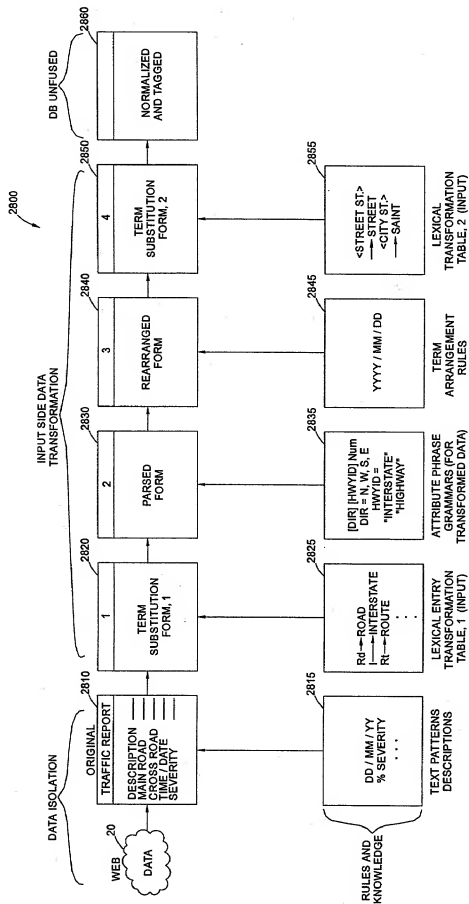 2800
DATA ISOLATION
INPUT SIDE DATA
TRANSFORMATION
DB UNFUSED
WEB
20
DATA
ORIGINAL
2810
TRAFFIC REPORT
DESCRIPTION
MAIN ROAD
CROSS ROAD
TIME / DATE
SEVERITY
2820
1
TERM
SUBSTITUTION
FORM, 1
2830
2
PARSED
FORM
2840
3
REARRANGED
FORM
2850
4
TERM
SUBSTITUTION
FORM, 2
2860
NORMALIZED
AND TAGGED
RULES AND
KNOWLEDGE
2815
DD / MM / YY
% SEVERITY
. . .
TEXT PATTERNS
DESCRIPTIONS
2825
Rd→ROAD
I→INTERSTATE
Rt→ROUTE
. . .
LEXICAL ENTRY
TRANSFORMATION
TABLE, 1 (INPUT)
2835
[DIR] [HWYID] Num
DIR = N, W, S, E
HWYID =
"INTERSTATE"
"HIGHWAY"
ATTRIBUTE PHRASE
GRAMMARS (FOR
TRANSFORMED DATA)
2845
YYYY / MM / DD
TERM
ARRANGEMENT
RULES
2855
<STREET ST.>
→ STREET
<CITY ST.>
→ SAINT
LEXICAL
TRANSFORMATION
TABLE, 2 (INPUT)